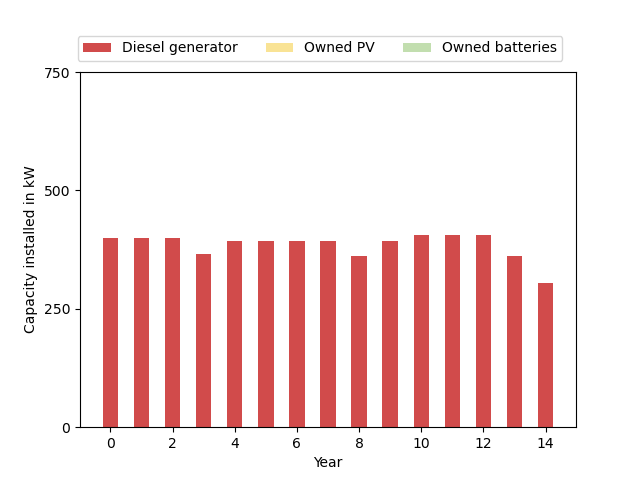 Diesel generator Owned PV Owned batteries
750
500
250
0
Capacity installed in kW
0 2 4 6 8 10 12 14
Year